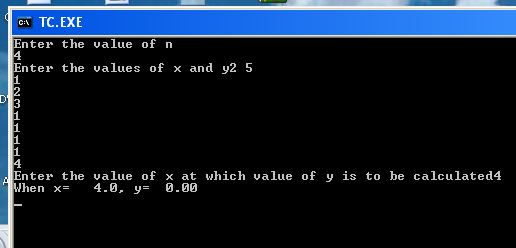 TC.EXE
Enter the value of n
4
Enter the values of x and y2 5
1
2
3
1
1
1
1
4
Enter the value of x at which value of y is to be calculated4
When x=   4.0, y=  0.00